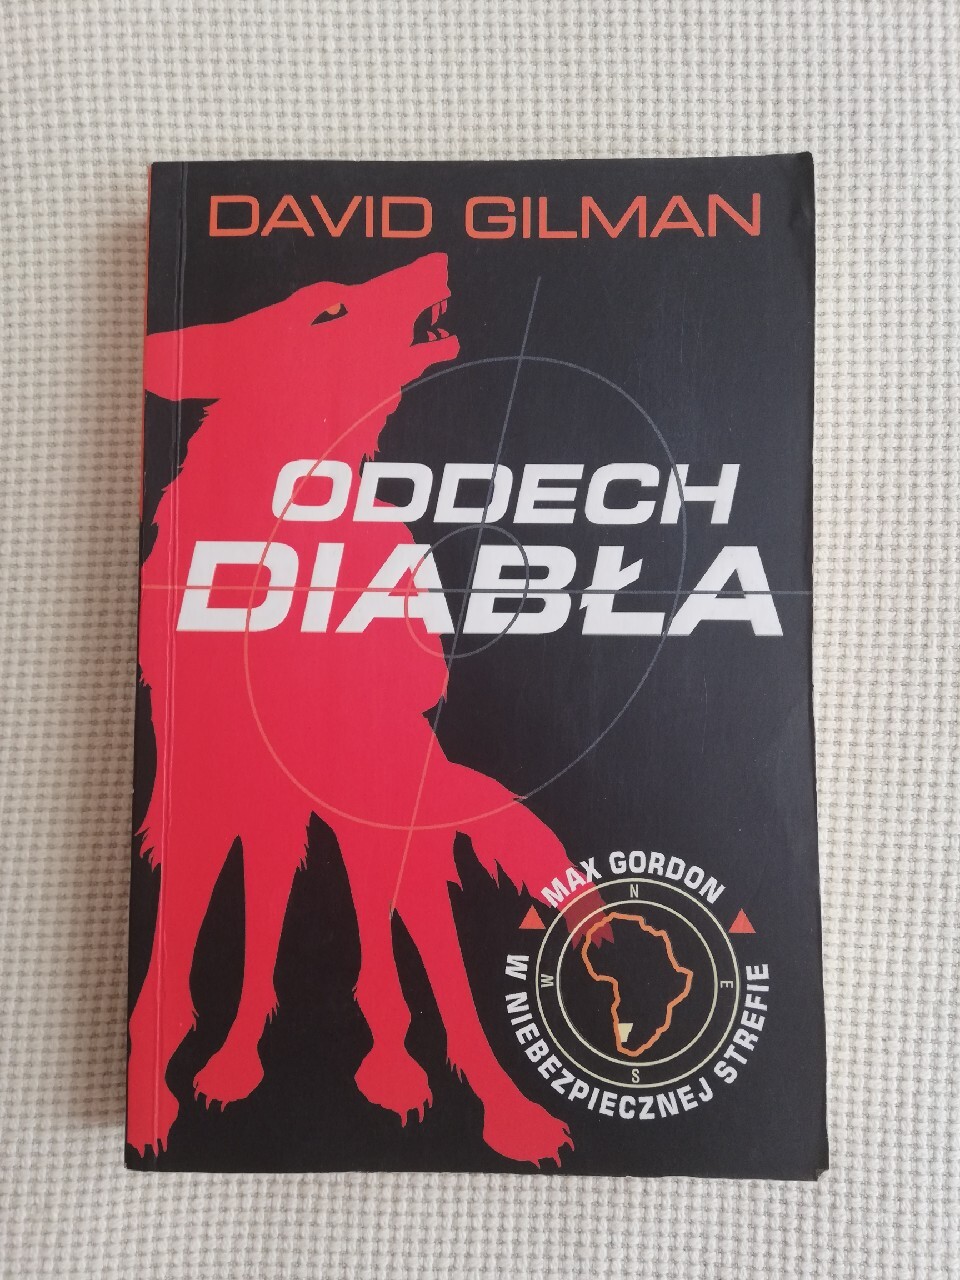 DAVID GILMAN
ODDECH
DIABŁA
MAX GORDON
W NIEBEZPIECZNEJ STREFIE
N
W
E
S